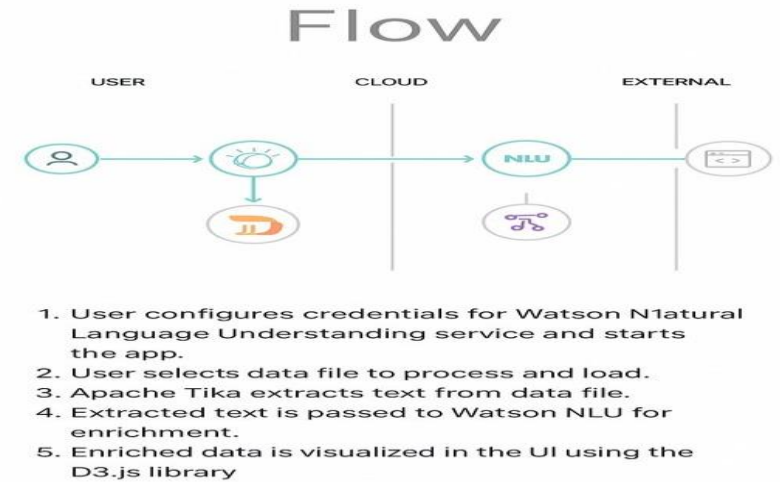 Flow
USER CLOUD EXTERNAL
NLU
1. User configures credentials for Watson N1atural
Language Understanding service and starts
the app.
2. User selects data file to process and load.
3. Apache Tika extracts text from data file.
4. Extracted text is passed to Watson NLU for
enrichment.
5. Enriched data is visualized in the UI using the
D3.js library